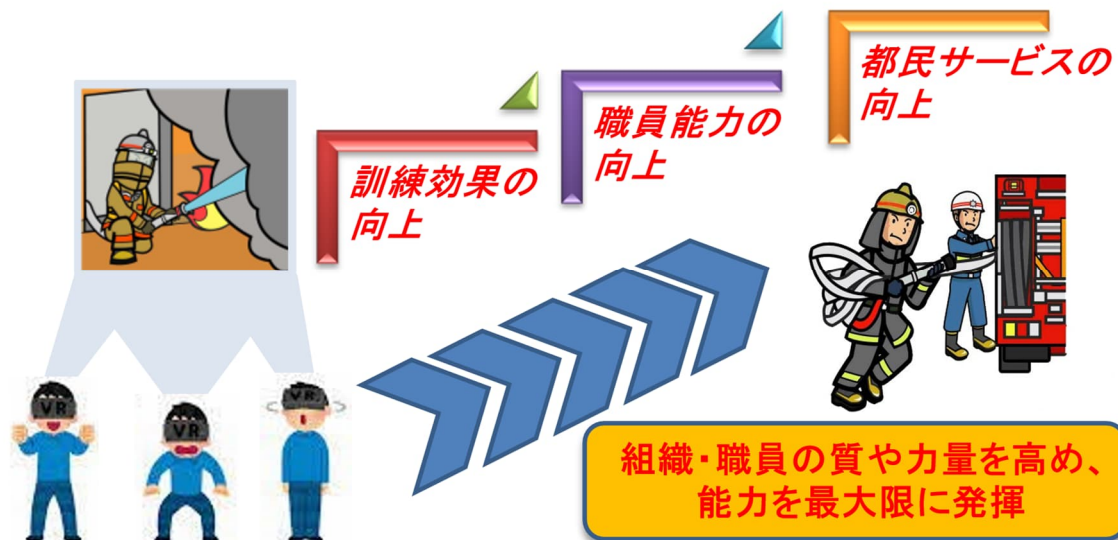 訓練効果の
向上
職員能力の
向上
都民サービスの
向上
VR
VR
VR
組織・職員の質や力量を高め、
能力を最大限に発揮